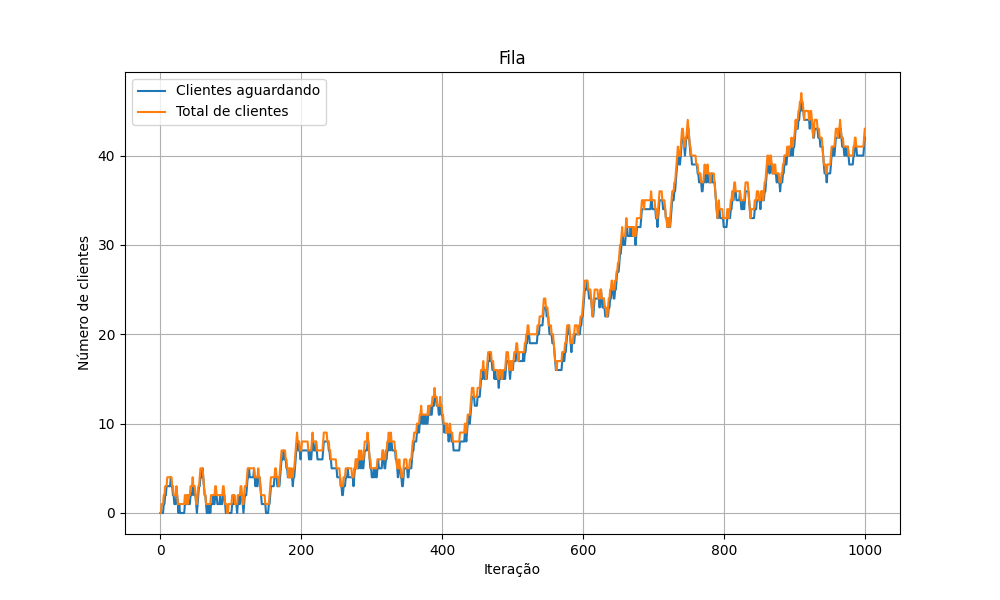 Fila
Clientes aguardando
Total de clientes
Número de clientes
40
30
20
10
0
0 200 400 600 800 1000
Iteração